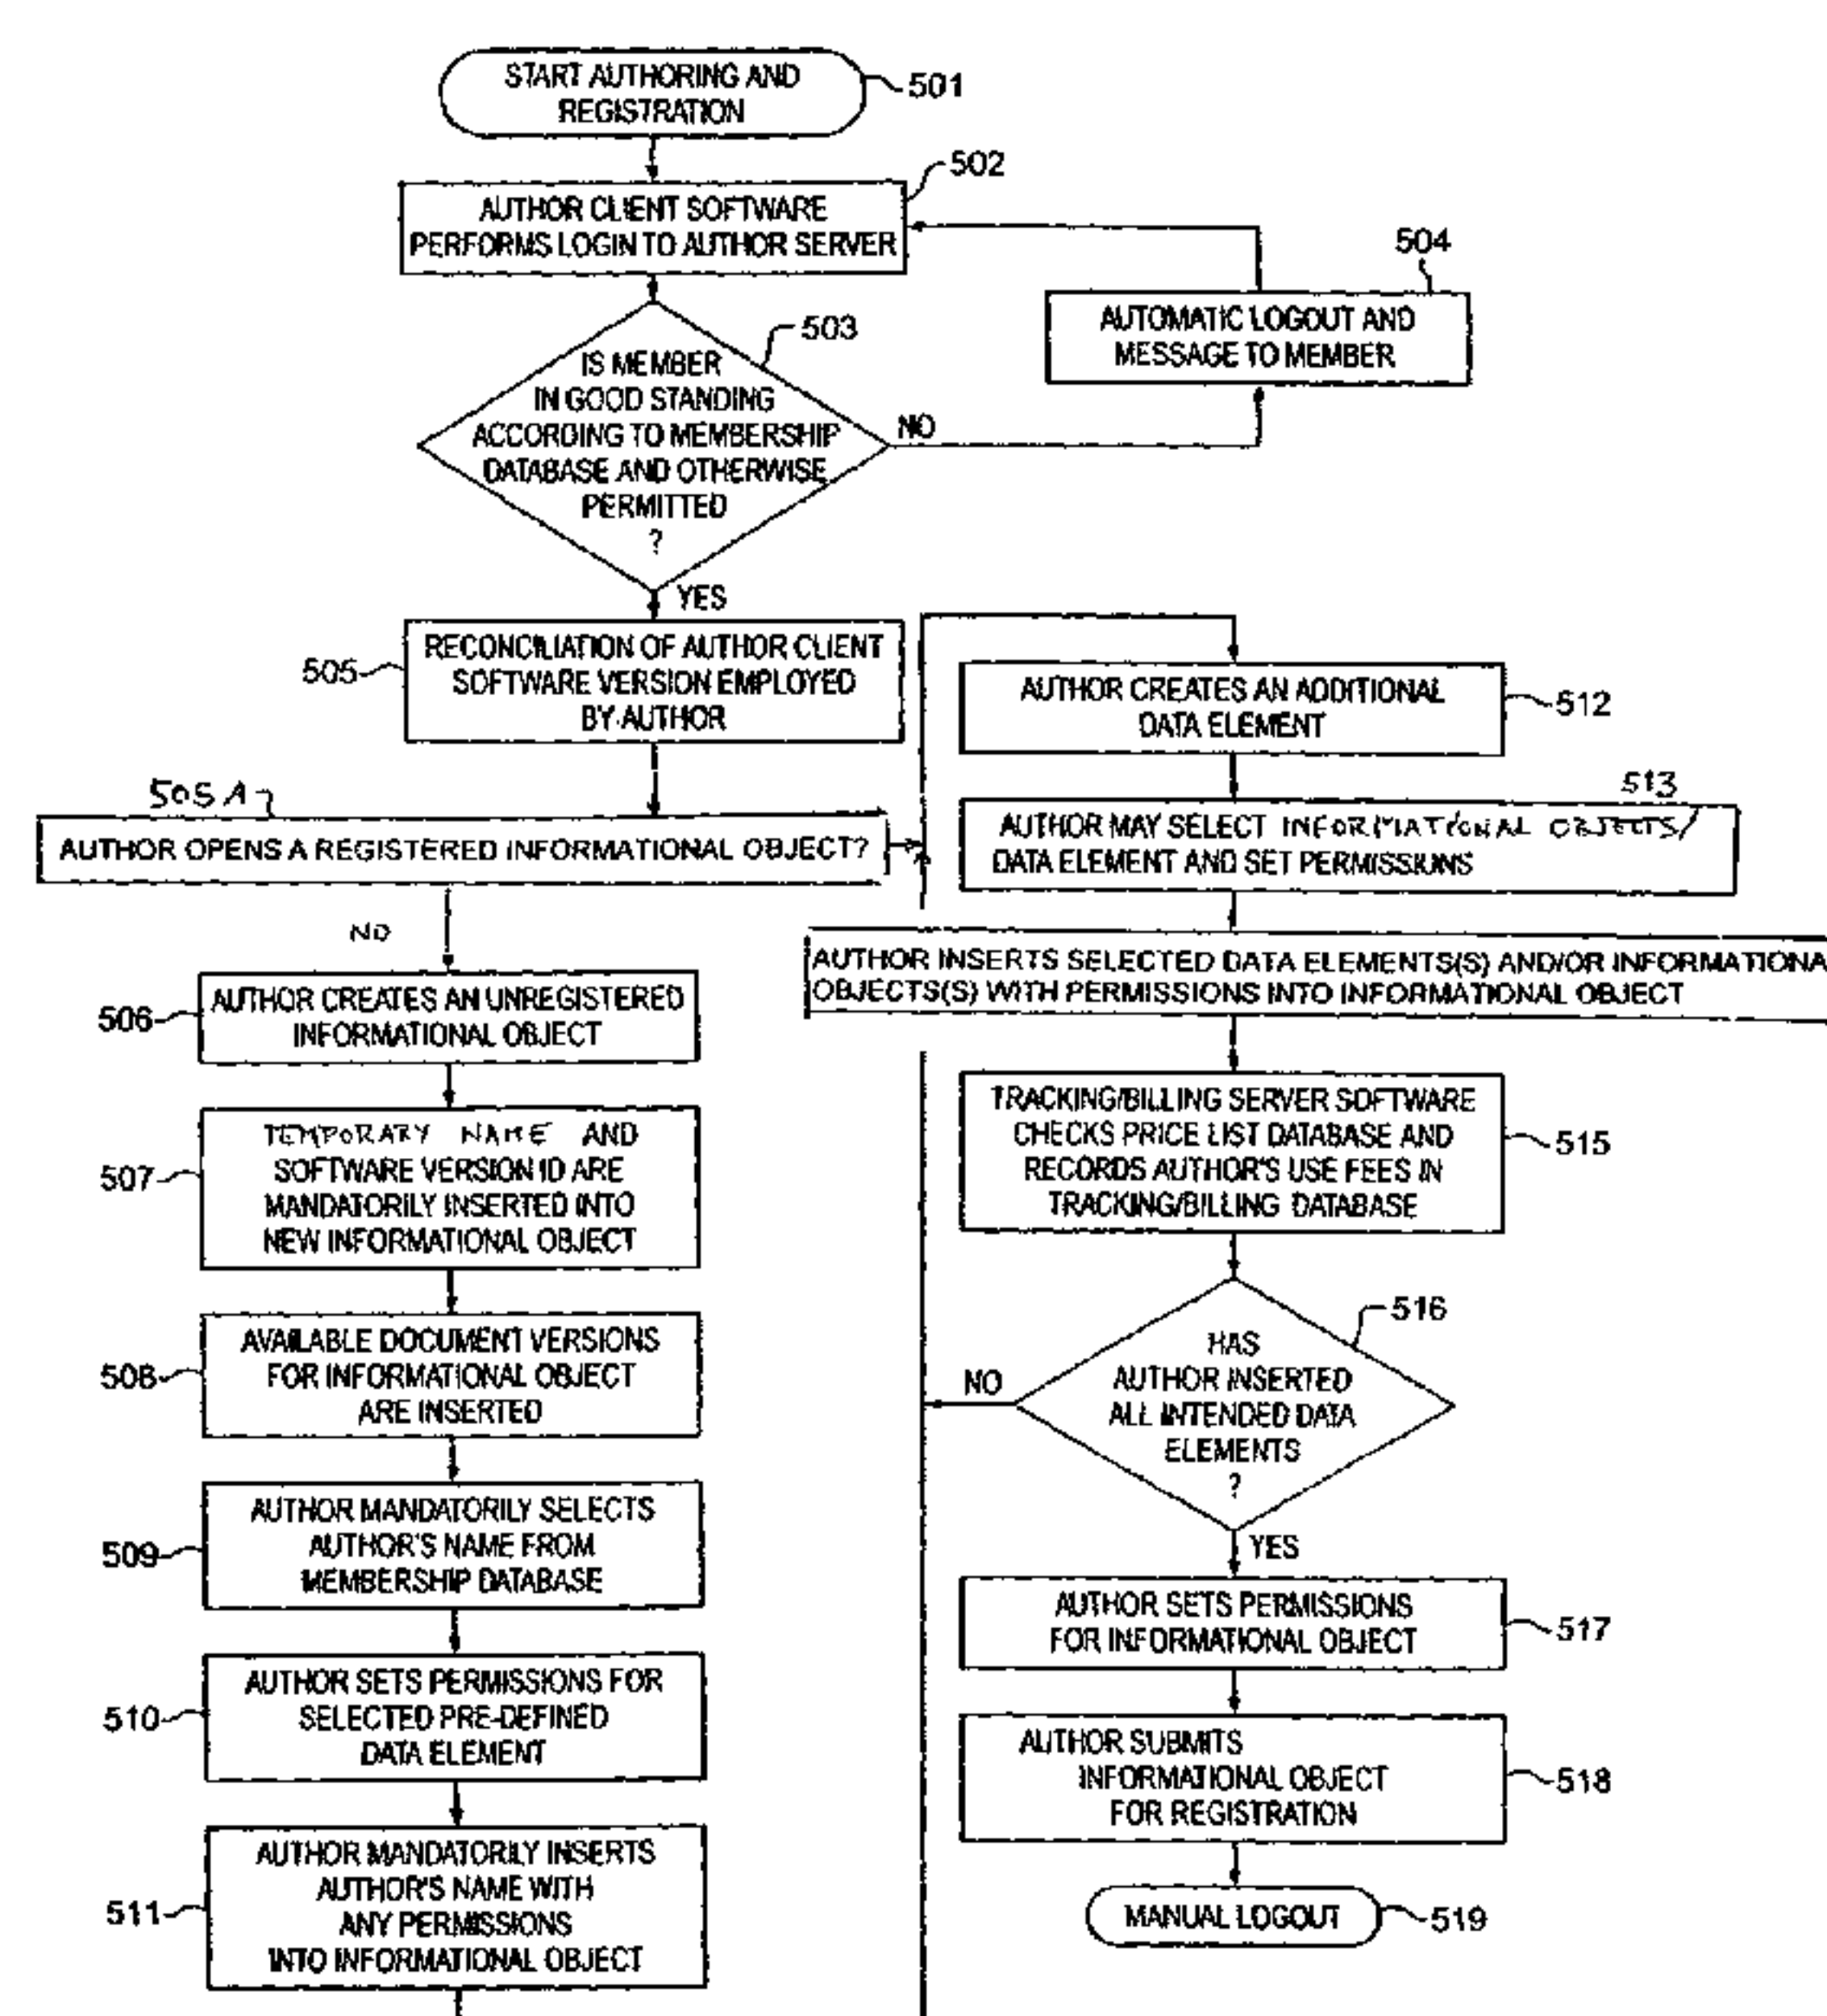 START AUTHORING AND
REGISTRATION
501
502
AUTHOR CLIENT SOFTWARE
PERFORMS LOGIN TO AUTHOR SERVER
504
AUTOMATIC LOGOUT AND
MESSAGE TO MEMBER
503
IS MEMBER
IN GOOD STANDING
ACCORDING TO MEMBERSHIP
DATABASE AND OTHERWISE
PERMITTED
?
NO
YES
505
RECONCILIATION OF AUTHOR CLIENT
SOFTWARE VERSION EMPLOYED
BY AUTHOR
505 A
AUTHOR OPENS A REGISTERED INFORMATIONAL OBJECT?
NO
506
AUTHOR CREATES AN UNREGISTERED
INFORMATIONAL OBJECT
507
TEMPORARY NAME AND
SOFTWARE VERSION ID ARE
MANDATORILY INSERTED INTO
NEW INFORMATIONAL OBJECT
508
AVAILABLE DOCUMENT VERSIONS
FOR INFORMATIONAL OBJECT
ARE INSERTED
509
AUTHOR MANDATORILY SELECTS
AUTHOR'S NAME FROM
MEMBERSHIP DATABASE
510
AUTHOR SETS PERMISSIONS FOR
SELECTED PRE-DEFINED
DATA ELEMENT
511
AUTHOR MANDATORILY INSERTS
AUTHOR'S NAME WITH
ANY PERMISSIONS
INTO INFORMATIONAL OBJECT
AUTHOR CREATES AN ADDITIONAL
DATA ELEMENT
512
513
AUTHOR MAY SELECT INFORMATIONAL OBJECTS/
DATA ELEMENT AND SET PERMISSIONS
AUTHOR INSERTS SELECTED DATA ELEMENTS(S) AND/OR INFORMATIONA
OBJECTS(S) WITH PERMISSIONS INTO INFORMATIONAL OBJECT
TRACKING/BILLING SERVER SOFTWARE
CHECKS PRICE LIST DATABASE AND
RECORDS AUTHOR'S USE FEES IN
TRACKING/BILLING DATABASE
515
516
HAS
AUTHOR INSERTED
ALL INTENDED DATA
ELEMENTS
?
NO
YES
AUTHOR SETS PERMISSIONS
FOR INFORMATIONAL OBJECT
517
AUTHOR SUBMITS
INFORMATIONAL OBJECT
FOR REGISTRATION
518
MANUAL LOGOUT
519